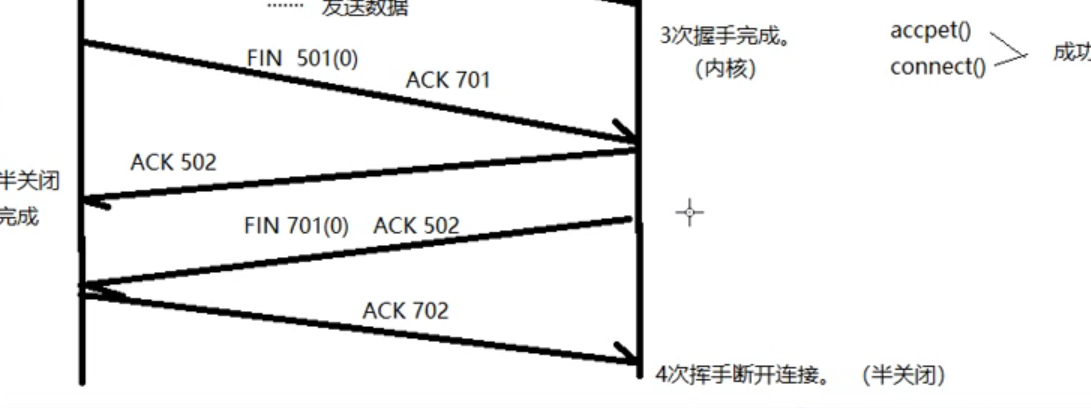 ······· 发送数据
3次握手完成。
（内核）
accpet()
connect()
成功
FIN 501(0)
ACK 701
ACK 502
半关闭
完成
FIN 701(0) ACK 502
ACK 702
4次挥手断开连接。 （半关闭）